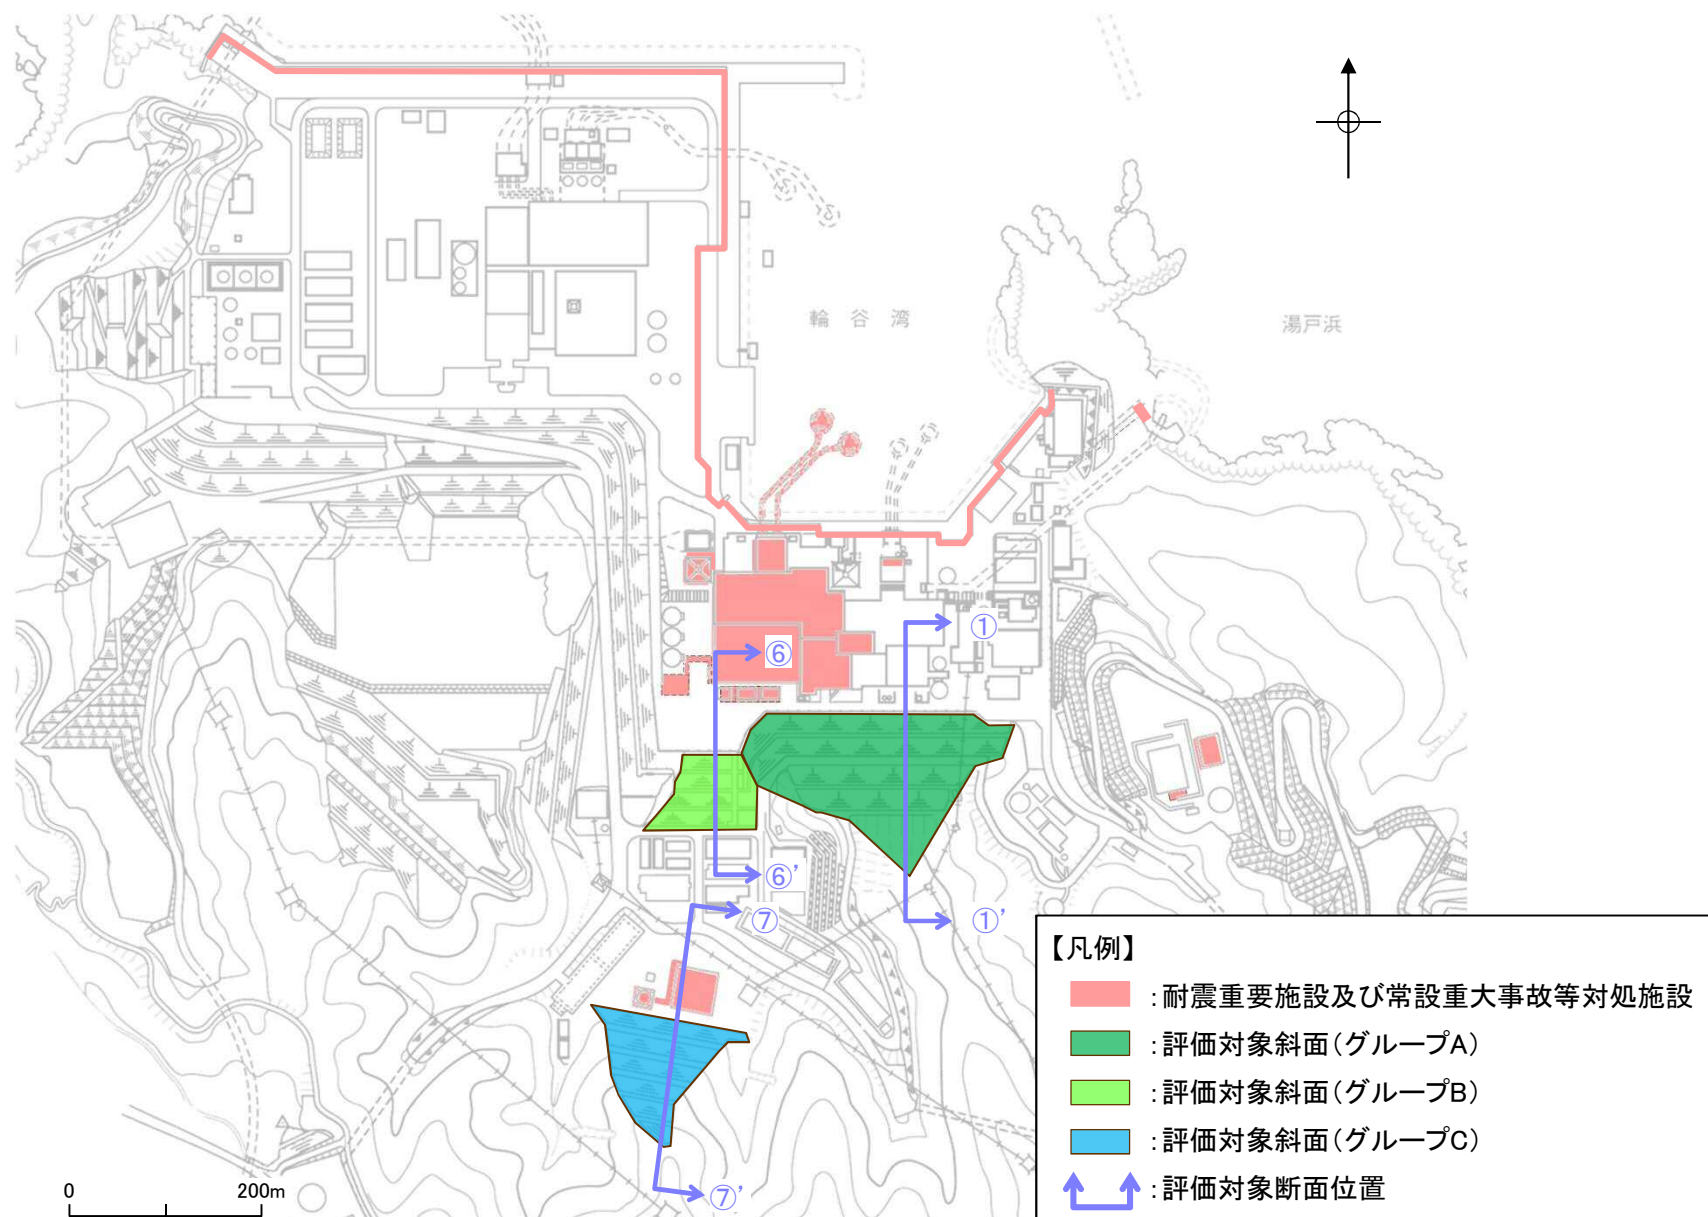 輪谷湾
湯戸浜
①
⑥
⑥’
⑦
①’
【凡例】
：耐震重要施設及び常設重大事故等対処施設
：評価対象斜面（グループA）
：評価対象斜面（グループB）
：評価対象斜面（グループC）
：評価対象断面位置
⑦’
0 200m